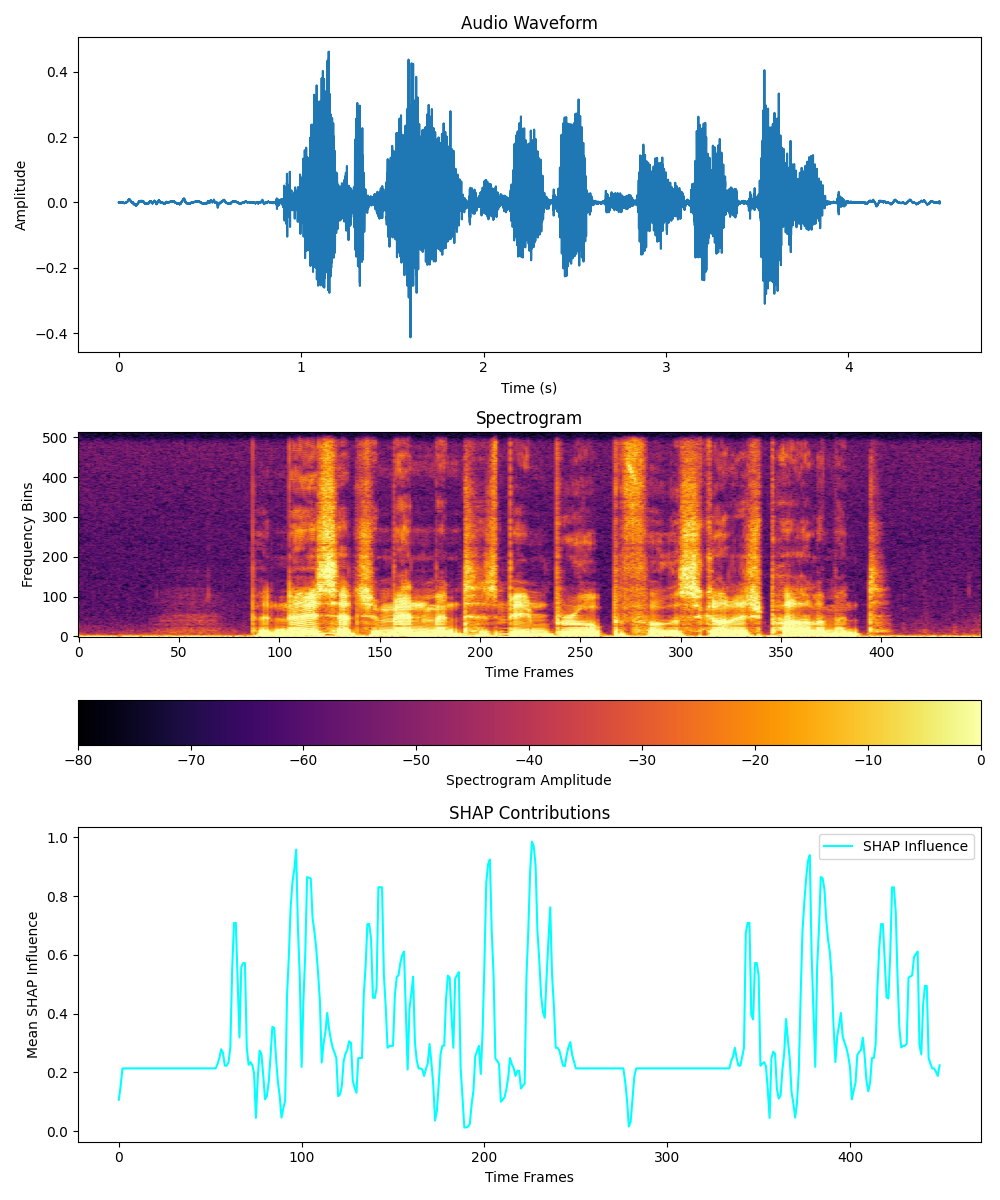 Audio Waveform
0.4
0.2
0.0
−0.2
−0.4
Amplitude
0 1 2 3 4
Time (s)
Spectrogram
500
400
300
200
100
0
Frequency Bins
0 50 100 150 200 250 300 350 400
Time Frames
−80 −70 −60 −50 −40 −30 −20 −10 0
Spectrogram Amplitude
SHAP Contributions
SHAP Influence
1.0
0.8
0.6
0.4
0.2
0.0
Mean SHAP Influence
0 100 200 300 400
Time Frames